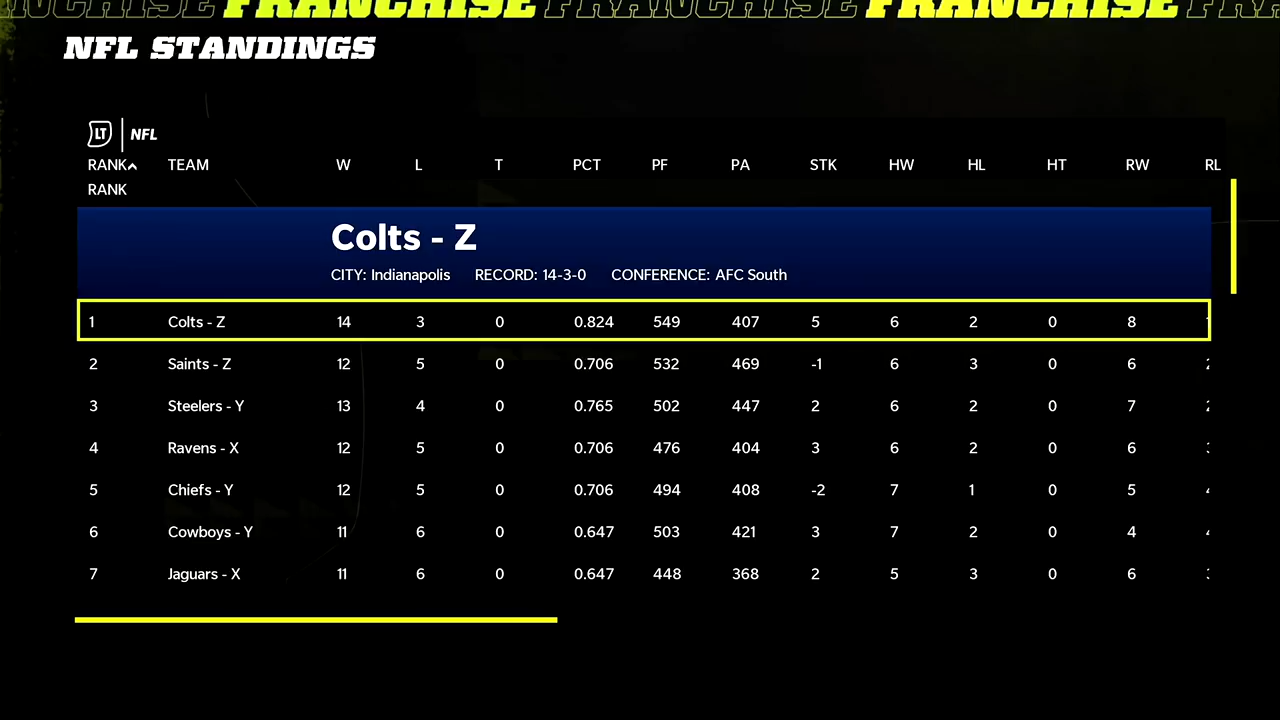 FRANCHISE FRANCHISE FRANCHISE
NFL STANDINGS
LT NFL
RANK TEAM W L T PCT PF PA STK HW HL HT RW RL
RANK
Colts - Z
CITY: Indianapolis RECORD: 14-3-0 CONFERENCE: AFC South
1 Colts - Z 14 3 0 0.824 549 407 5 6 2 0 8
2 Saints - Z 12 5 0 0.706 532 469 -1 6 3 0 6
3 Steelers - Y 13 4 0 0.765 502 447 2 6 2 0 7
4 Ravens - X 12 5 0 0.706 476 404 3 6 2 0 6
5 Chiefs - Y 12 5 0 0.706 494 408 -2 7 1 0 5
6 Cowboys - Y 11 6 0 0.647 503 421 3 7 2 0 4
7 Jaguars - X 11 6 0 0.647 448 368 2 5 3 0 6